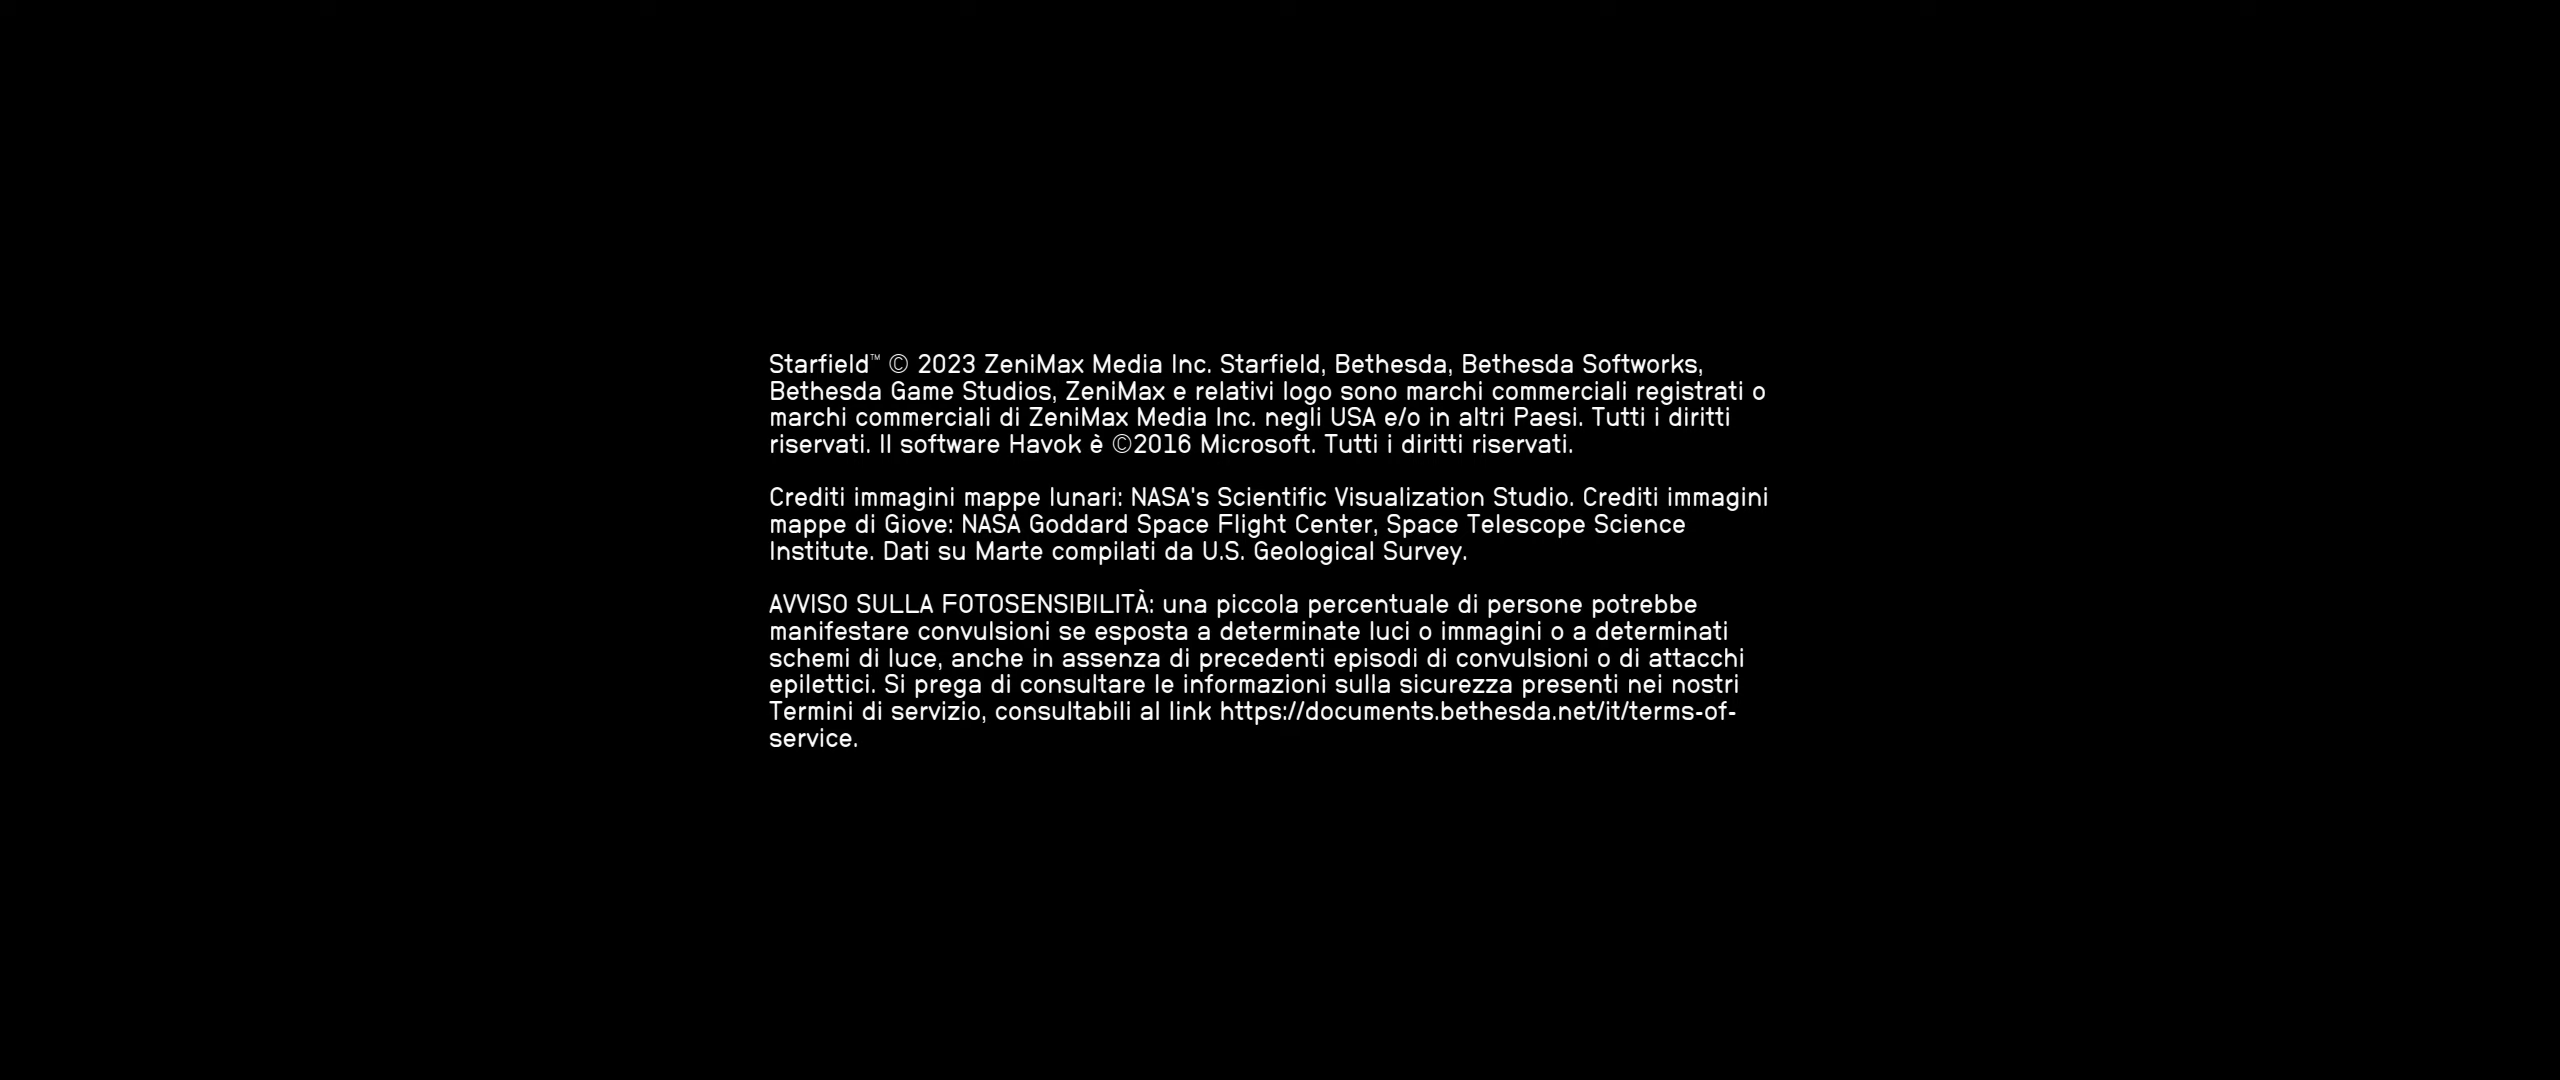 Starfield™ © 2023 ZeniMax Media Inc. Starfield, Bethesda, Bethesda Softworks,
Bethesda Game Studios, ZeniMax e relativi logo sono marchi commerciali registrati o
marchi commerciali di ZeniMax Media Inc. negli USA e/o in altri Paesi. Tutti i diritti
riservati. Il software Havok è ©2016 Microsoft. Tutti i diritti riservati.
Crediti immagini mappe lunari: NASA's Scientific Visualization Studio. Crediti immagini
mappe di Giove: NASA Goddard Space Flight Center, Space Telescope Science
Institute. Dati su Marte compilati da U.S. Geological Survey.
AVVISO SULLA FOTOSENSIBILITÀ: una piccola percentuale di persone potrebbe
manifestare convulsioni se esposta a determinate luci o immagini o a determinati
schemi di luce, anche in assenza di precedenti episodi di convulsioni o di attacchi
epilettici. Si prega di consultare le informazioni sulla sicurezza presenti nei nostri
Termini di servizio, consultabili al link https://documents.bethesda.net/it/terms-of-
service.